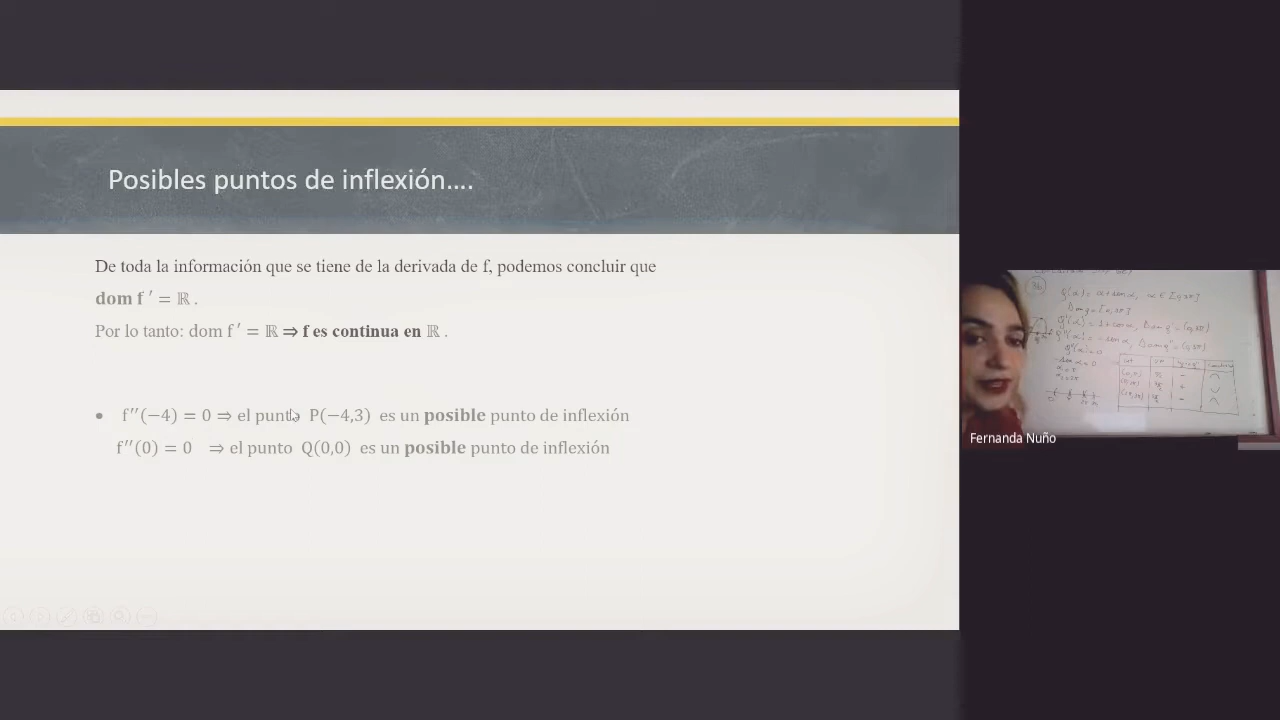 Posibles puntos de inflexión....
De toda la información que se tiene de la derivada de f, podemos concluir que
dom f ′ = ℝ .
Por lo tanto: dom f ′ = ℝ ⇒ f es continua en ℝ .
• f′′(−4) = 0 ⇒ el punto P(−4,3) es un posible punto de inflexión
f′′(0) = 0 ⇒ el punto Q(0,0) es un posible punto de inflexión
Fernanda Nuño